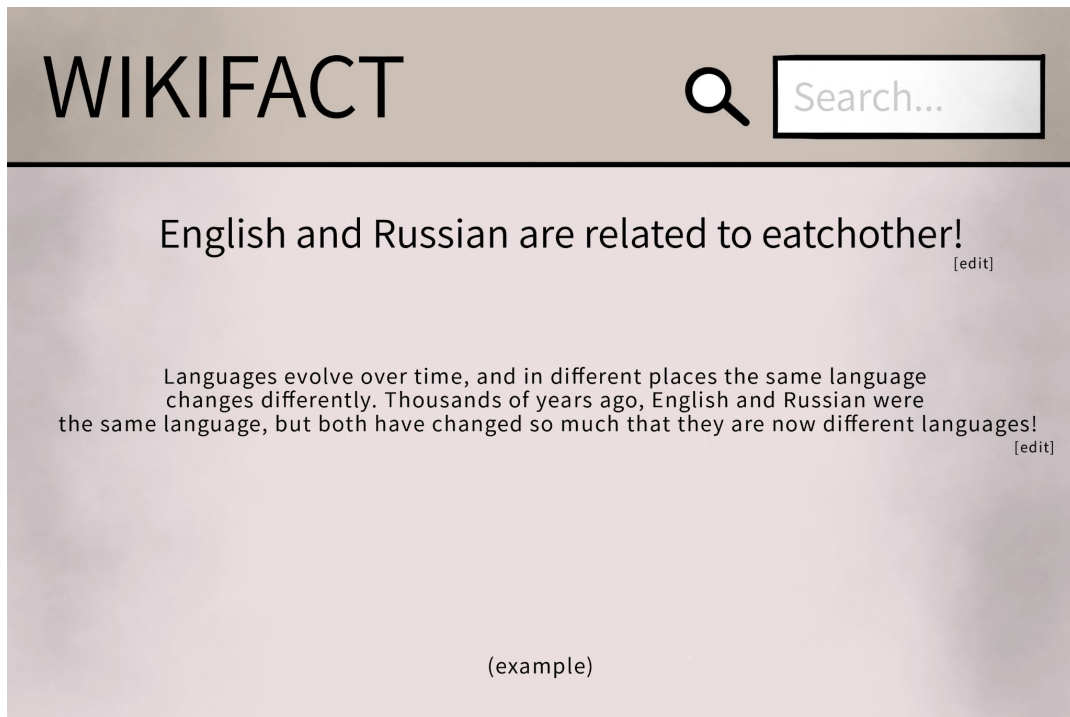 WIKIFACT
Search...
English and Russian are related to eatchother!
[edit]
Languages evolve over time, and in different places the same language
changes differently. Thousands of years ago, English and Russian were
the same language, but both have changed so much that they are now different languages!
[edit]
(example)